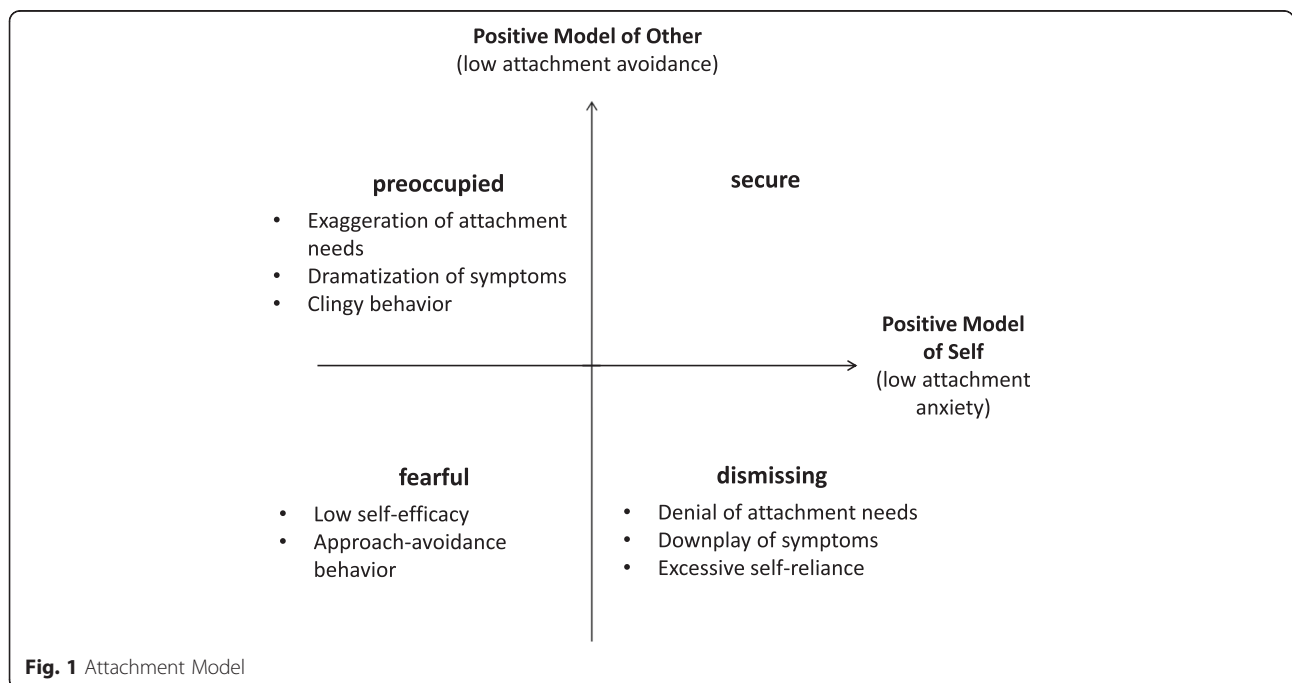 Positive Model of Other
(low attachment avoidance)
preoccupied
• Exaggeration of attachment
needs
• Dramatization of symptoms
• Clingy behavior
secure
Positive Model
of Self
(low attachment
anxiety)
fearful
• Low self-efficacy
• Approach-avoidance
behavior
dismissing
• Denial of attachment needs
• Downplay of symptoms
• Excessive self-reliance
Fig. 1 Attachment Model